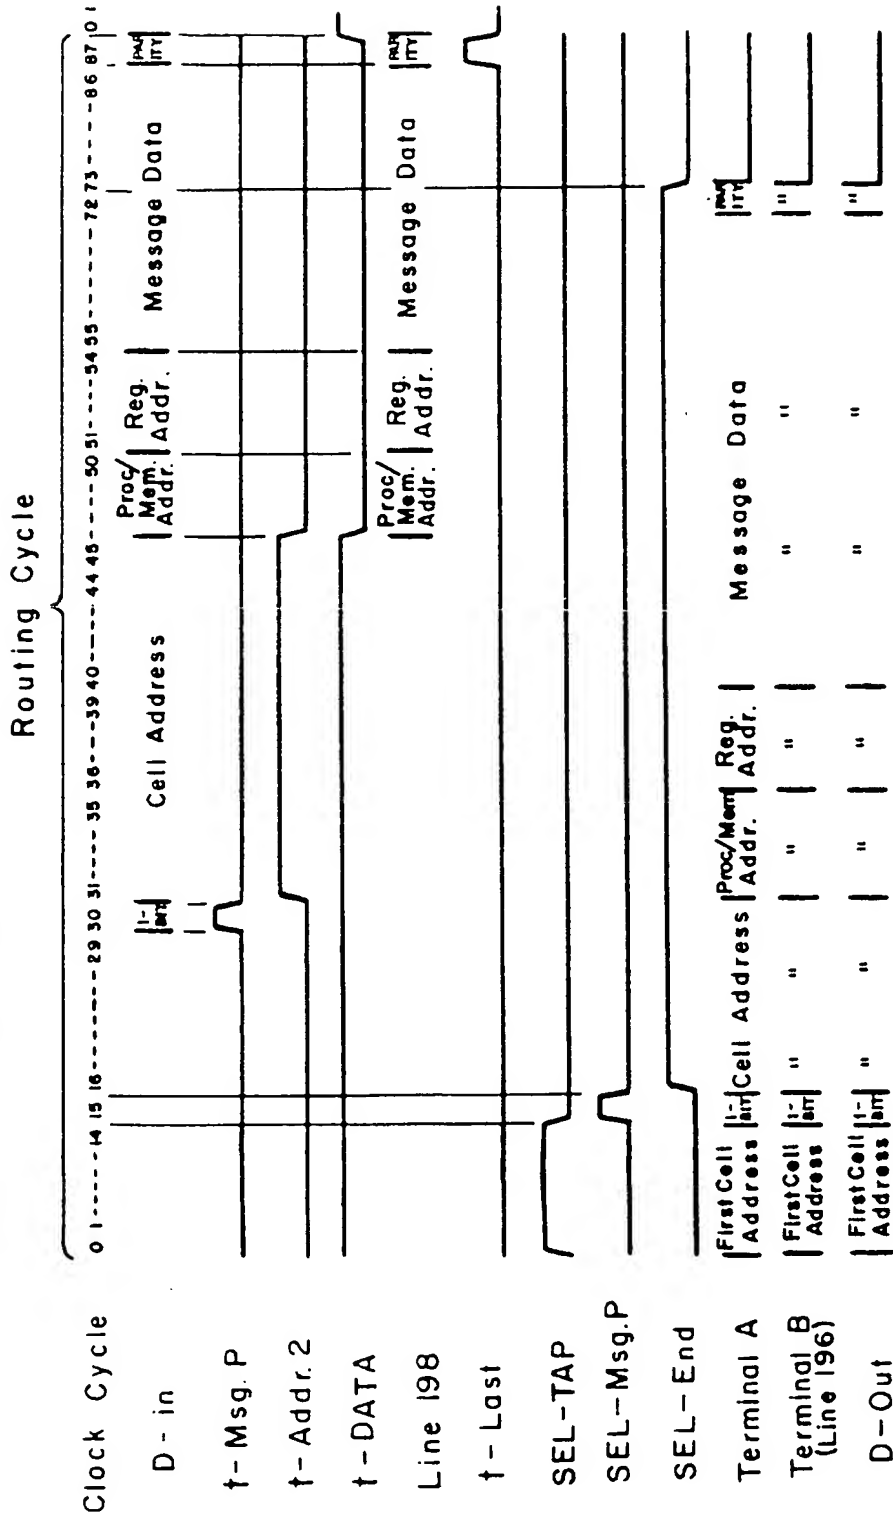 Routing Cycle
Clock Cycle 0 1 ----- 14 15 16 ------- 29 30 31 ---- 35 36 --- 39 40 ---- 44 45 ---- 50 51 ---- 54 55 ------ 72 73 ----- 86 87 0 1
D-in 1-BIT Cell Address Proc/Mem. Addr. Reg. Addr. Message Data PARITY
t-Msg. P
t-Addr. 2
t-DATA
Line 198 Proc/Mem. Addr. Reg. Addr. Message Data PARITY
t-Last
SEL-TAP
SEL-Msg. P
SEL-End
Terminal A First Cell Address 1-BIT Cell Address Proc/Mem Addr. Reg. Addr. Message Data PARITY
Terminal B (Line 196) First Cell Address 1-BIT " " " " " " "
D-Out First Cell Address 1-BIT " " " " " " "